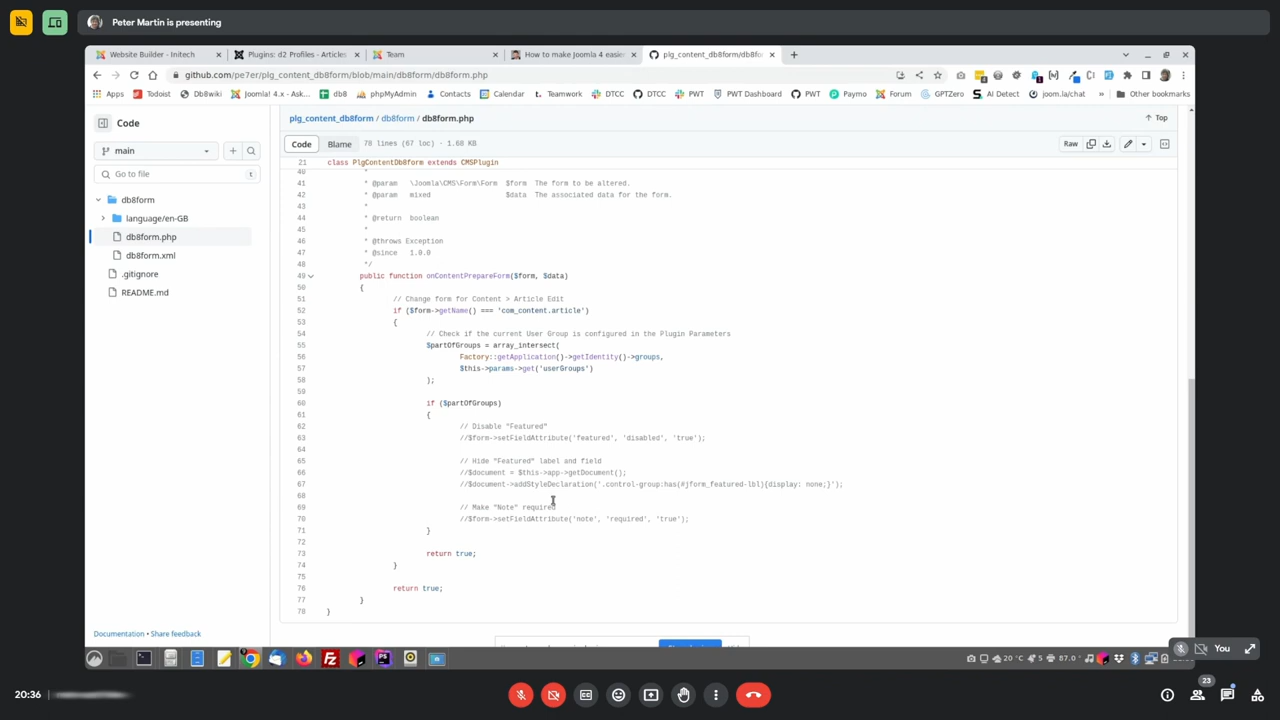 Peter Martin is presenting
Website Builder - Initech
Plugins: d2 Profiles - Articles
Team
How to make Joomla 4 easier
plg_content_db8form/db8fo
github.com/pe7er/plg_content_db8form/blob/main/db8form/db8form.php
Apps Todoist Db8wiki Joomla! 4.x - Ask... db8 phpMyAdmin Contacts Calendar Teamwork DTCC DTCC PWT PWT Dashboard PWT Paymo Forum GPTZero AI Detect joom.la/chat » Other bookmarks
Code
plg_content_db8form / db8form / db8form.php
Top
main
Code Blame 78 lines (67 loc) · 1.68 KB Raw
Go to file t
db8form
language/en-GB
db8form.php
db8form.xml
.gitignore
README.md
21 class PlgContentDb8form extends CMSPlugin
40 *
41 * @param \Joomla\CMS\Form\Form $form The form to be altered.
42 * @param mixed $data The associated data for the form.
43 *
44 * @return boolean
45 *
46 * @throws Exception
47 * @since 1.0.0
48 */
49 public function onContentPrepareForm($form, $data)
50 {
51 // Change form for Content > Article Edit
52 if ($form->getName() === 'com_content.article')
53 {
54 // Check if the current User Group is configured in the Plugin Parameters
55 $partOfGroups = array_intersect(
56 Factory::getApplication()->getIdentity()->groups,
57 $this->params->get('userGroups')
58 );
59
60 if ($partOfGroups)
61 {
62 // Disable "Featured"
63 //$form->setFieldAttribute('featured', 'disabled', 'true');
64
65 // Hide "Featured" label and field
66 //$document = $this->app->getDocument();
67 //$document->addStyleDeclaration('.control-group:has(#jform_featured-lbl){display: none;}');
68
69 // Make "Note" required
70 //$form->setFieldAttribute('note', 'required', 'true');
71 }
72
73 return true;
74 }
75
76 return true;
77 }
78 }
Documentation • Share feedback
20 °C 5 87.0 °
You
20:36
23